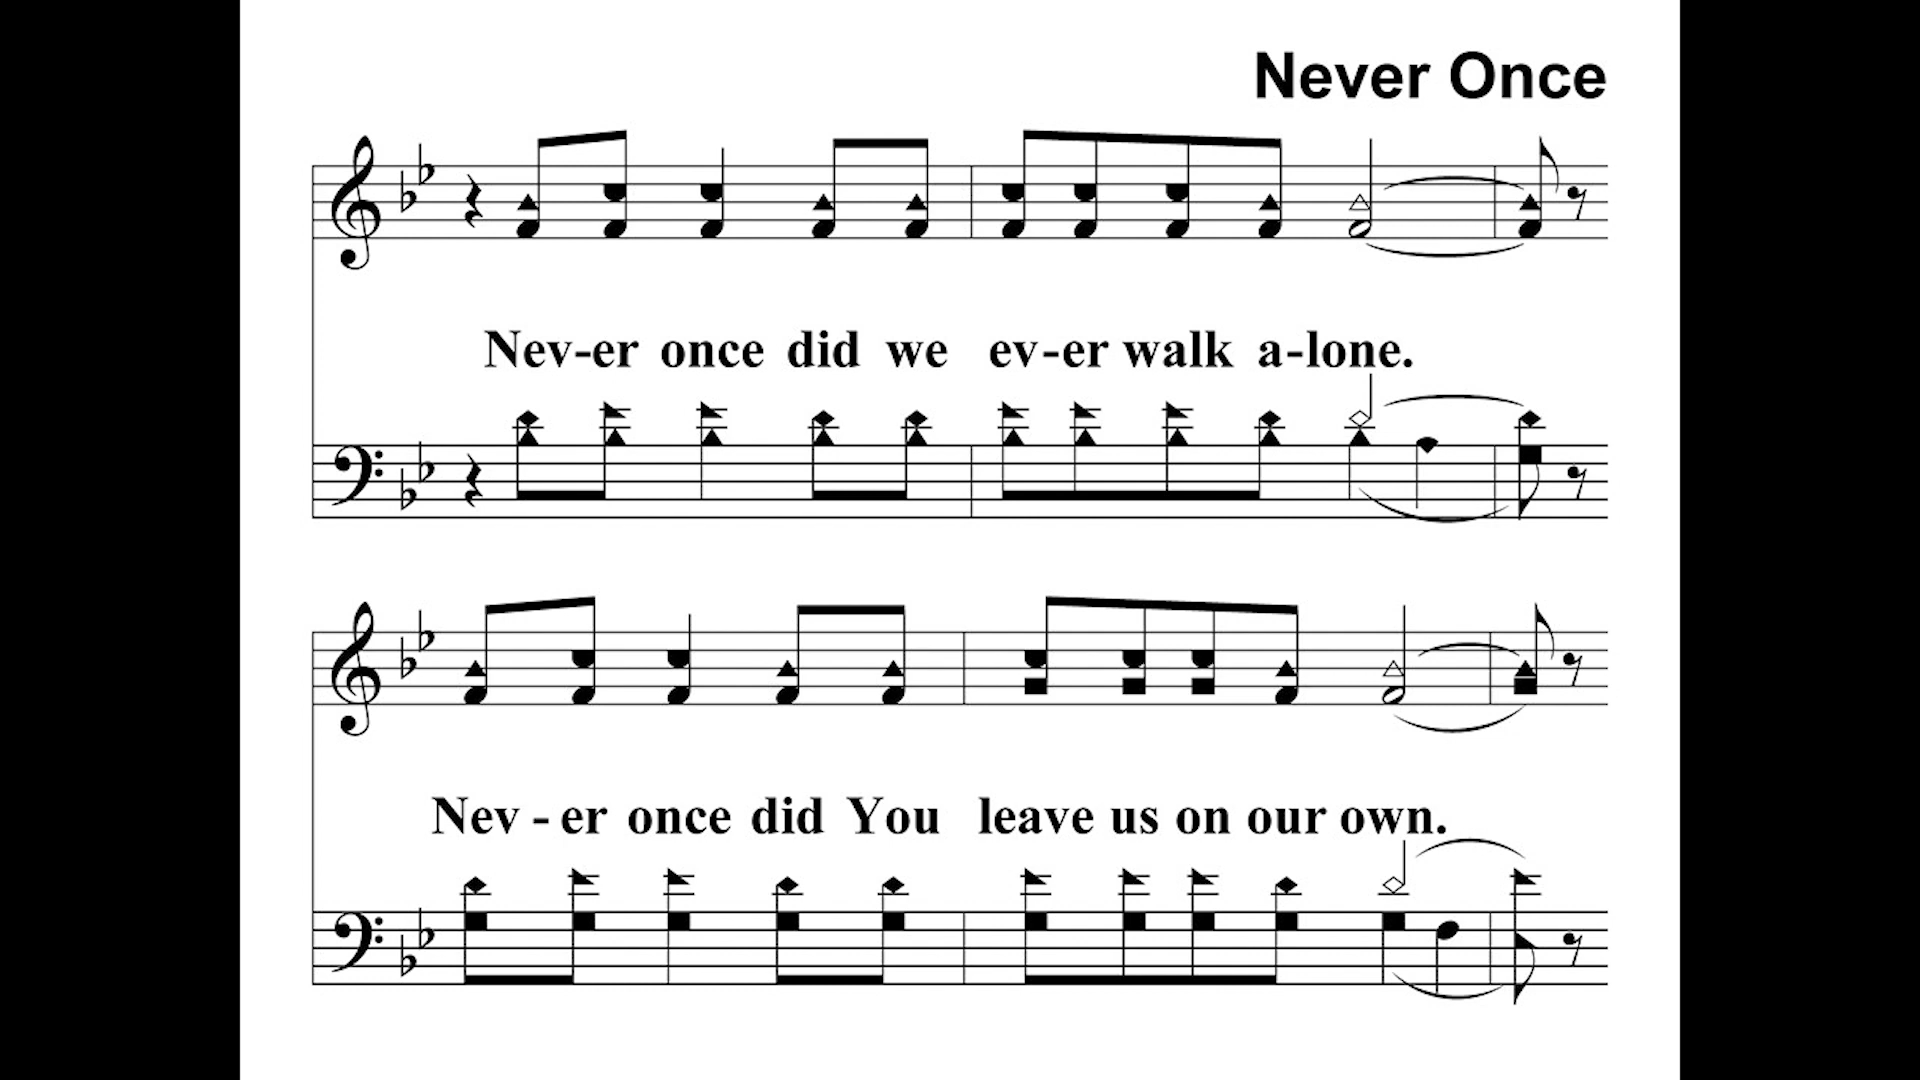 Never Once
Nev-er once did we ev-er walk a-lone.
Nev - er once did You leave us on our own.